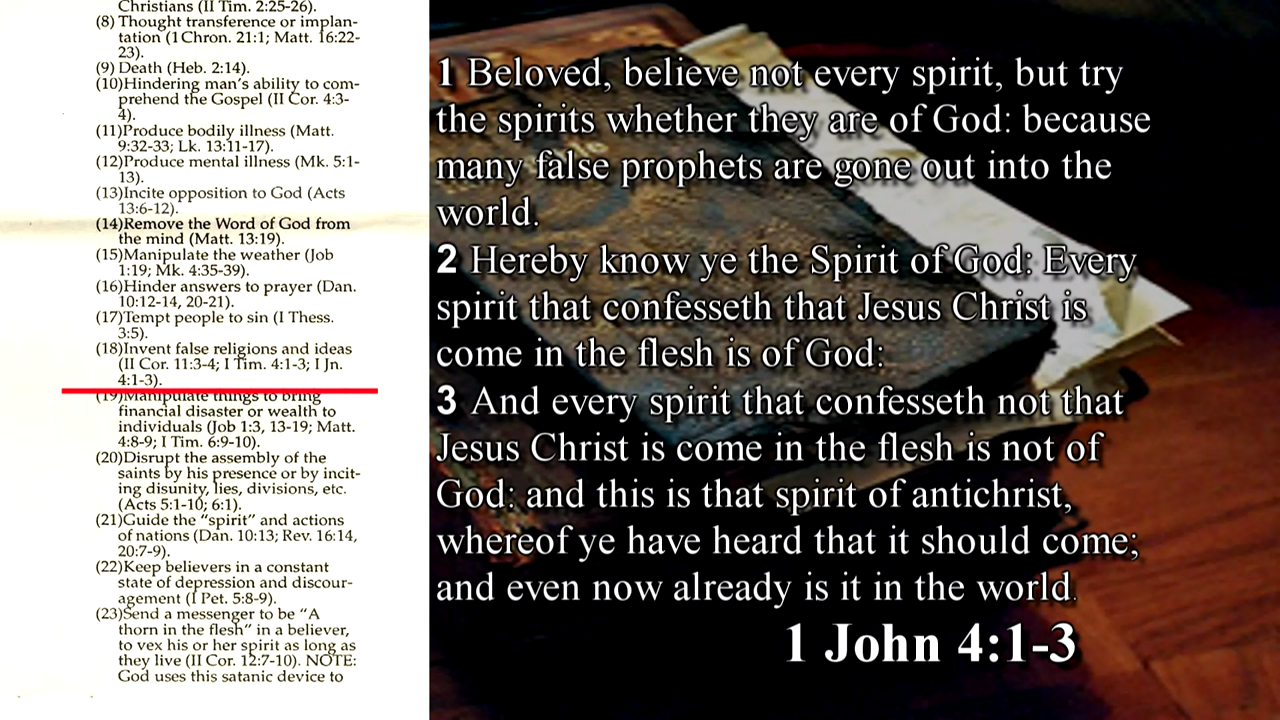 Christians (II Tim. 2:25-26).
(8) Thought transference or implan-
tation (1 Chron. 21:1; Matt. 16:22-
23).
(9) Death (Heb. 2:14).
(10)Hindering man's ability to com-
prehend the Gospel (II Cor. 4:3-
4).
(11)Produce bodily illness (Matt.
9:32-33; Lk. 13:11-17).
(12)Produce mental illness (Mk. 5:1-
13).
(13)Incite opposition to God (Acts
13:6-12).
(14)Remove the Word of God from
the mind (Matt. 13:19).
(15)Manipulate the weather (Job
1:19; Mk. 4:35-39).
(16)Hinder answers to prayer (Dan.
10:12-14, 20-21).
(17)Tempt people to sin (I Thess.
3:5).
(18)Invent false religions and ideas
(II Cor. 11:3-4; I Tim. 4:1-3; I Jn.
4:1-3).
(19)Manipulate things to bring
financial disaster or wealth to
individuals (Job 1:3, 13-19; Matt.
4:8-9; I Tim. 6:9-10).
(20)Disrupt the assembly of the
saints by his presence or by incit-
ing disunity, lies, divisions, etc.
(Acts 5:1-10; 6:1).
(21)Guide the "spirit" and actions
of nations (Dan. 10:13; Rev. 16:14,
20:7-9).
(22)Keep believers in a constant
state of depression and discour-
agement (I Pet. 5:8-9).
(23)Send a messenger to be "A
thorn in the flesh" in a believer,
to vex his or her spirit as long as
they live (II Cor. 12:7-10). NOTE:
God uses this satanic device to
1 Beloved, believe not every spirit, but try
the spirits whether they are of God: because
many false prophets are gone out into the
world.
2 Hereby know ye the Spirit of God: Every
spirit that confesseth that Jesus Christ is
come in the flesh is of God:
3 And every spirit that confesseth not that
Jesus Christ is come in the flesh is not of
God: and this is that spirit of antichrist,
whereof ye have heard that it should come;
and even now already is it in the world.
1 John 4:1-3